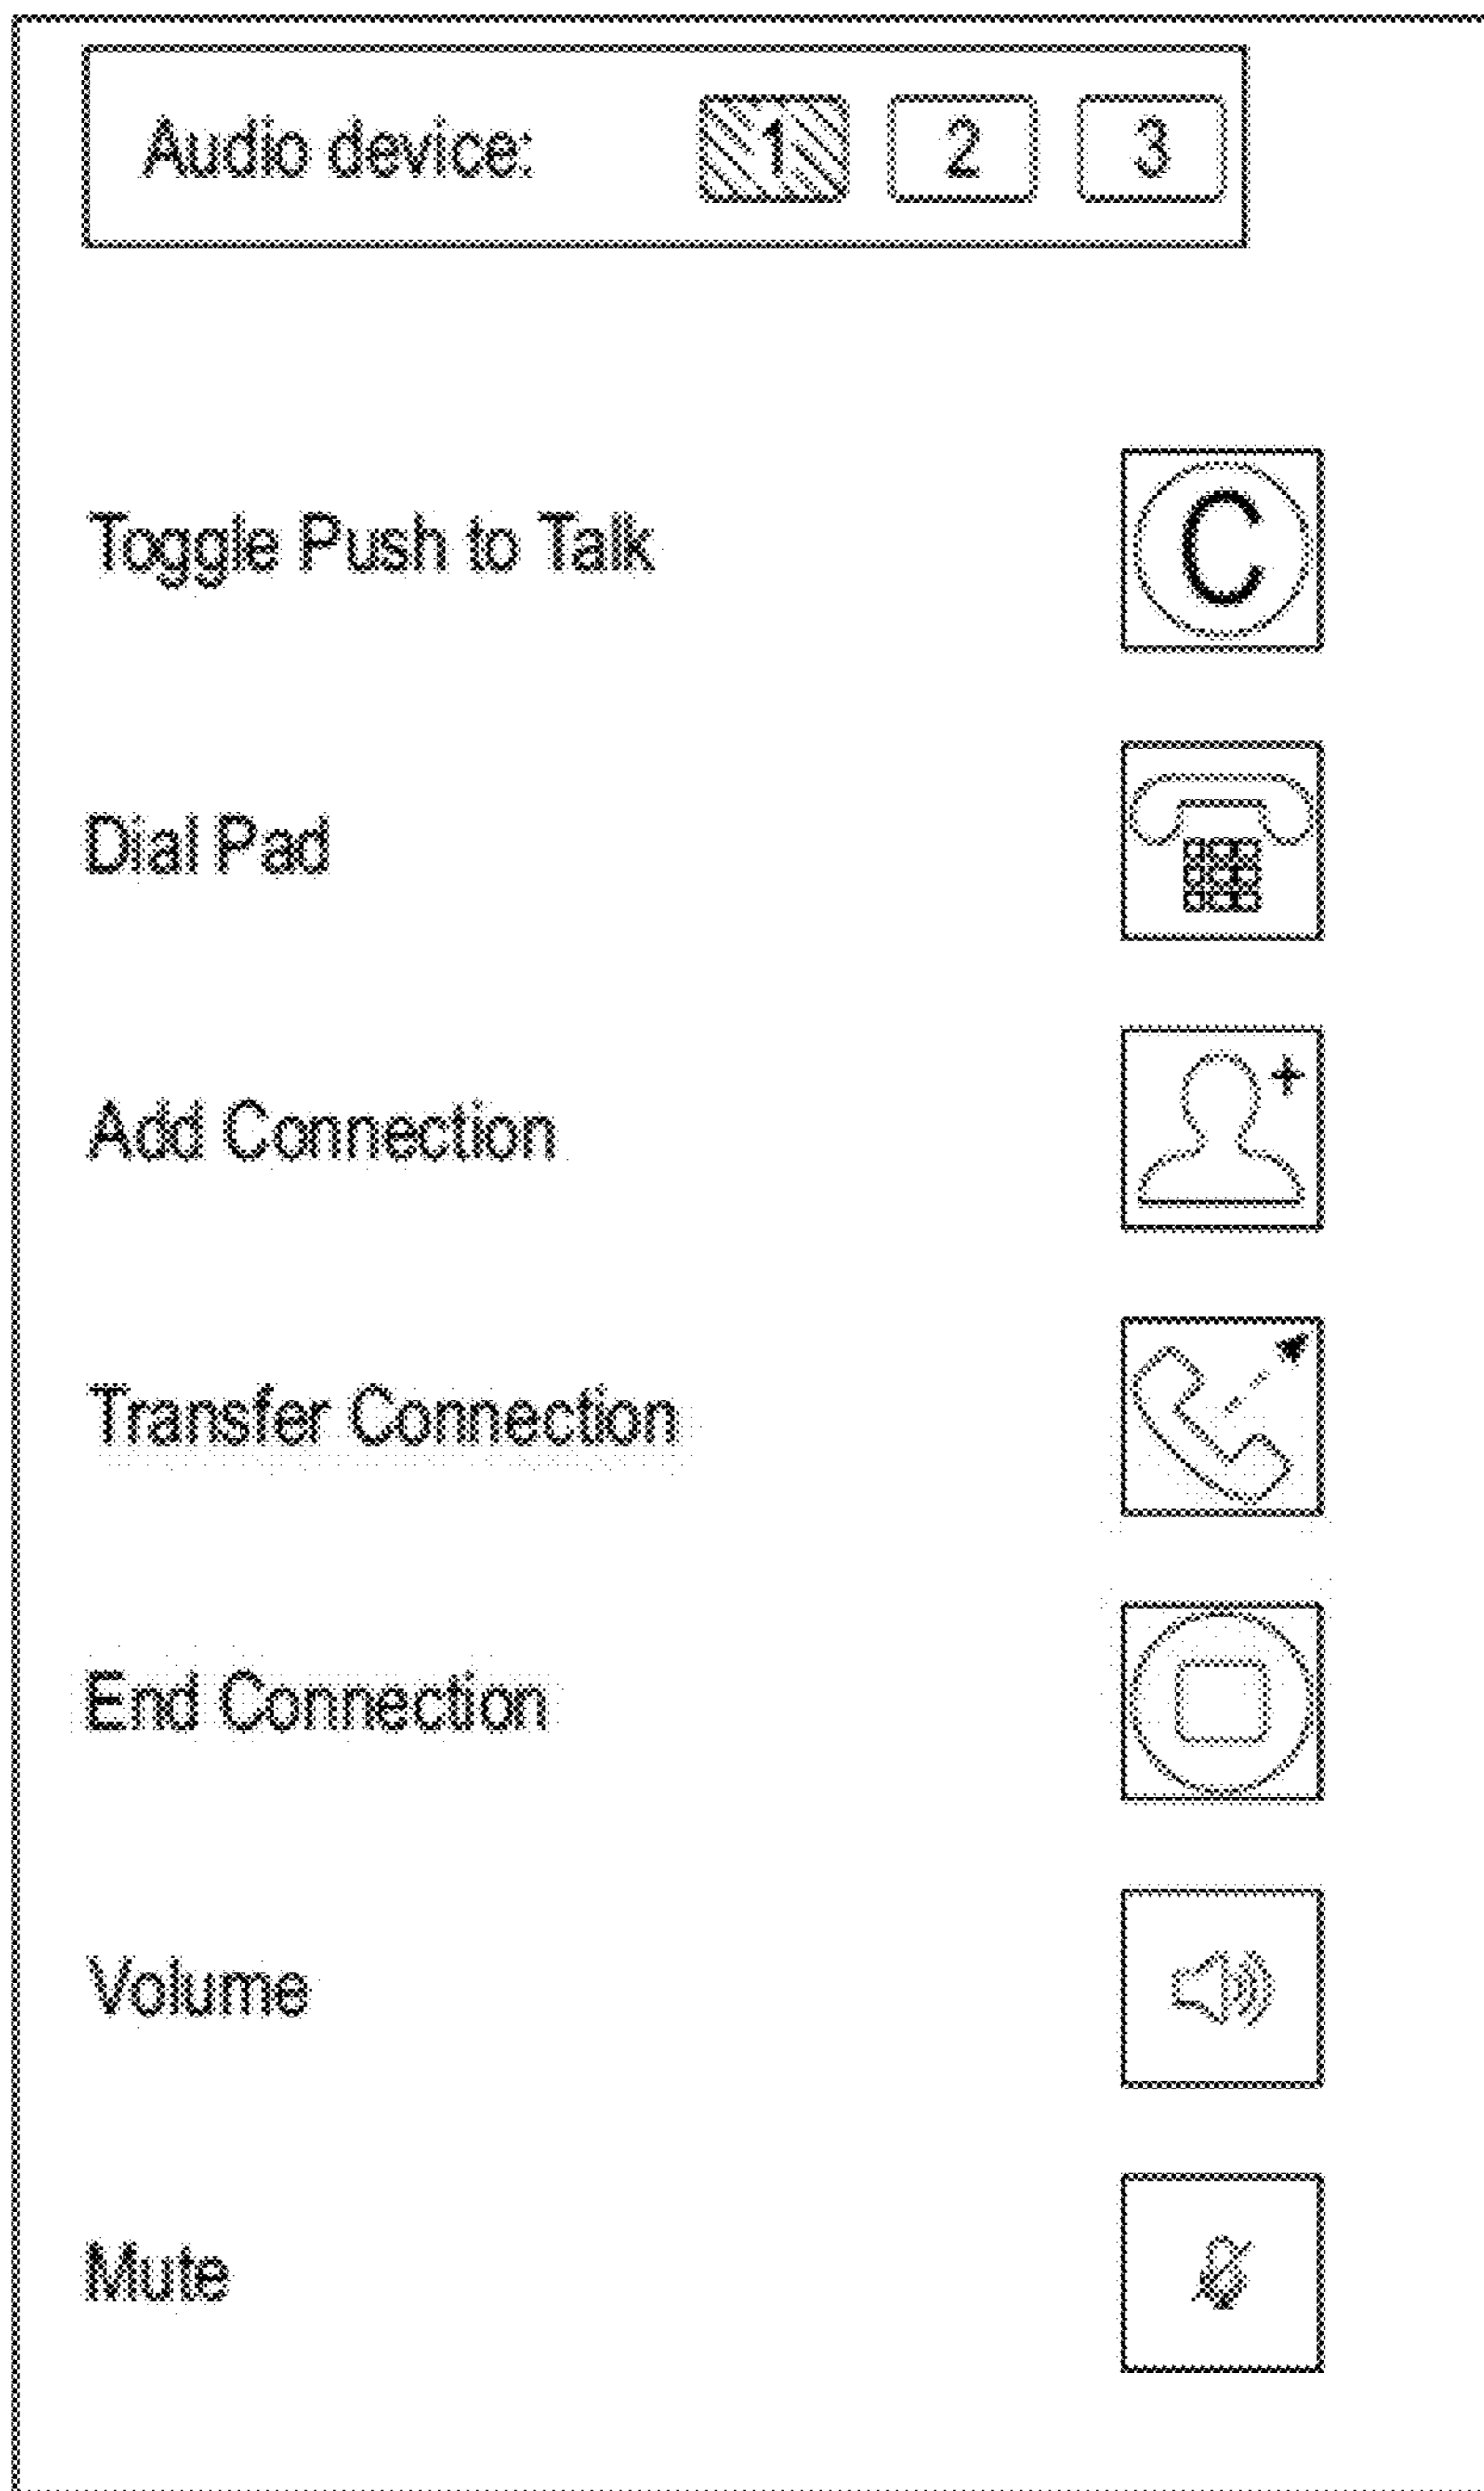 Audio device: 1 2 3
Toggle Push to Talk C
Dial Pad
Add Connection +
Transfer Connection
End Connection
Volume
Mute